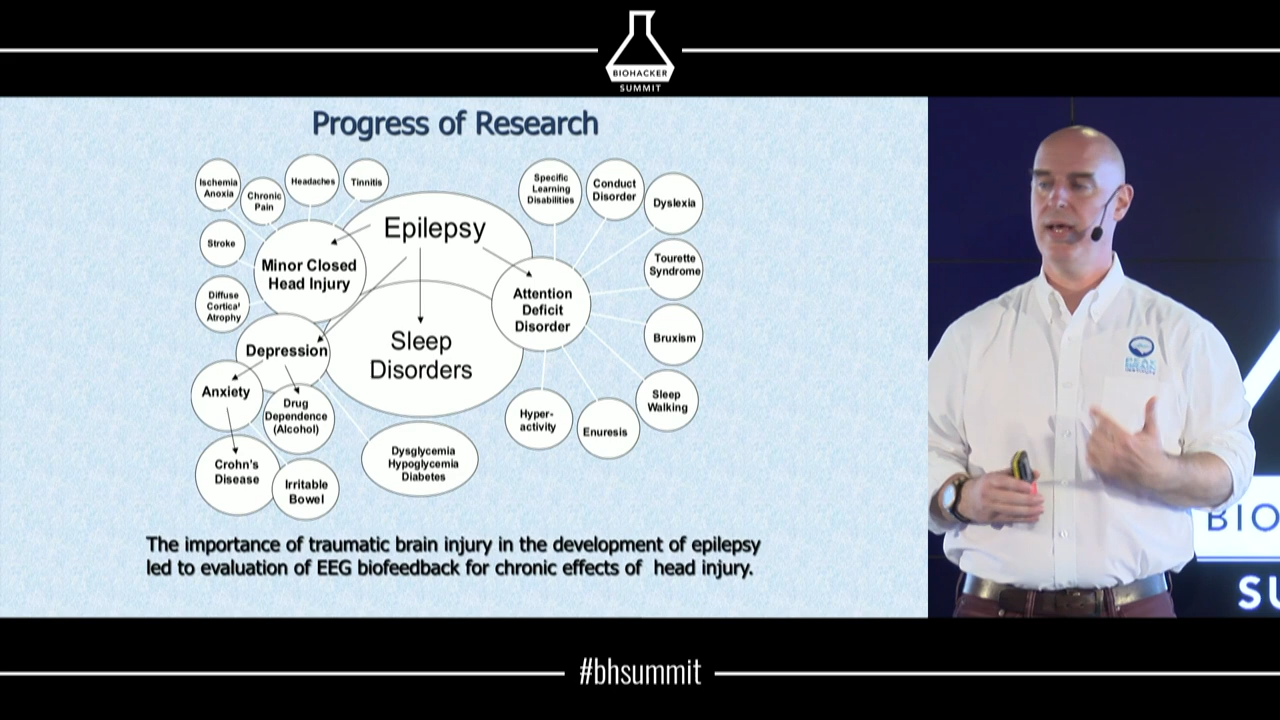 BIOHACKER
SUMMIT
Progress of Research
Ischemia
Anoxia
Chronic
Pain
Headaches
Tinnitis
Stroke
Minor Closed
Head Injury
Diffuse
Cortical
Atrophy
Epilepsy
Depression
Sleep
Disorders
Anxiety
Drug
Dependence
(Alcohol)
Crohn's
Disease
Irritable
Bowel
Dysglycemia
Hypoglycemia
Diabetes
Attention
Deficit
Disorder
Specific
Learning
Disabilities
Conduct
Disorder
Dyslexia
Tourette
Syndrome
Bruxism
Sleep
Walking
Enuresis
Hyper-
activity
The importance of traumatic brain injury in the development of epilepsy
led to evaluation of EEG biofeedback for chronic effects of head injury.
BIO
SU
#bhsummit